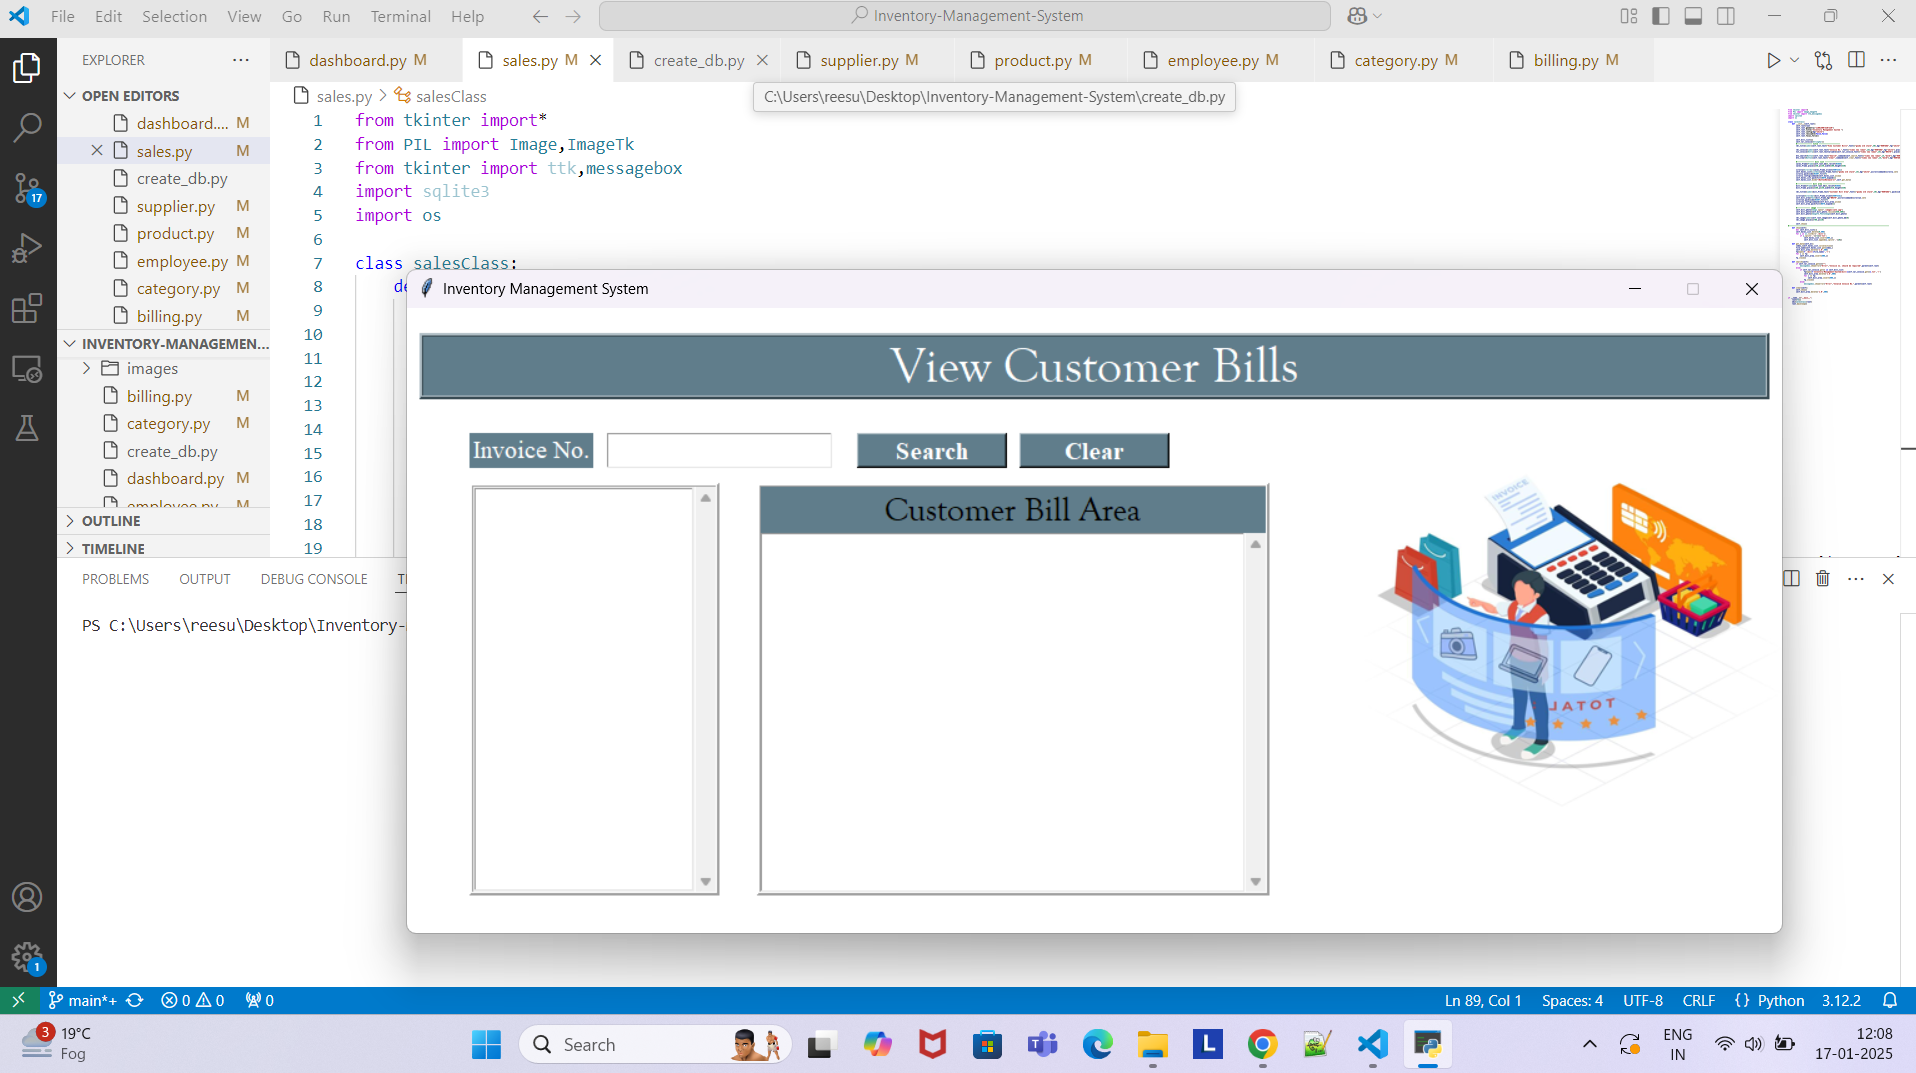 File Edit Selection View Go Run Terminal Help
Inventory-Management-System
EXPLORER
dashboard.py M
sales.py M
create_db.py
supplier.py M
product.py M
employee.py M
category.py M
billing.py M
OPEN EDITORS
dashboard.... M
sales.py M
create_db.py
supplier.py M
product.py M
employee.py M
category.py M
billing.py M
17
INVENTORY-MANAGEMEN...
images
billing.py M
category.py M
create_db.py
dashboard.py M
employee.py M
OUTLINE
TIMELINE
sales.py > salesClass
C:\Users\reesu\Desktop\Inventory-Management-System\create_db.py
1 from tkinter import*
2 from PIL import Image,ImageTk
3 from tkinter import ttk,messagebox
4 import sqlite3
5 import os
6
7 class salesClass:
8 de
9
10
11
12
13
14
15
16
17
18
19
PROBLEMS OUTPUT DEBUG CONSOLE T
PS C:\Users\reesu\Desktop\Inventory-
Inventory Management System
View Customer Bills
Invoice No. Search Clear
Customer Bill Area
INVOICE
TOTAL
1
main*+ 0 0 0
Ln 89, Col 1 Spaces: 4 UTF-8 CRLF {} Python 3.12.2
3
19°C
Fog
Search
L
ENG
IN
12:08
17-01-2025